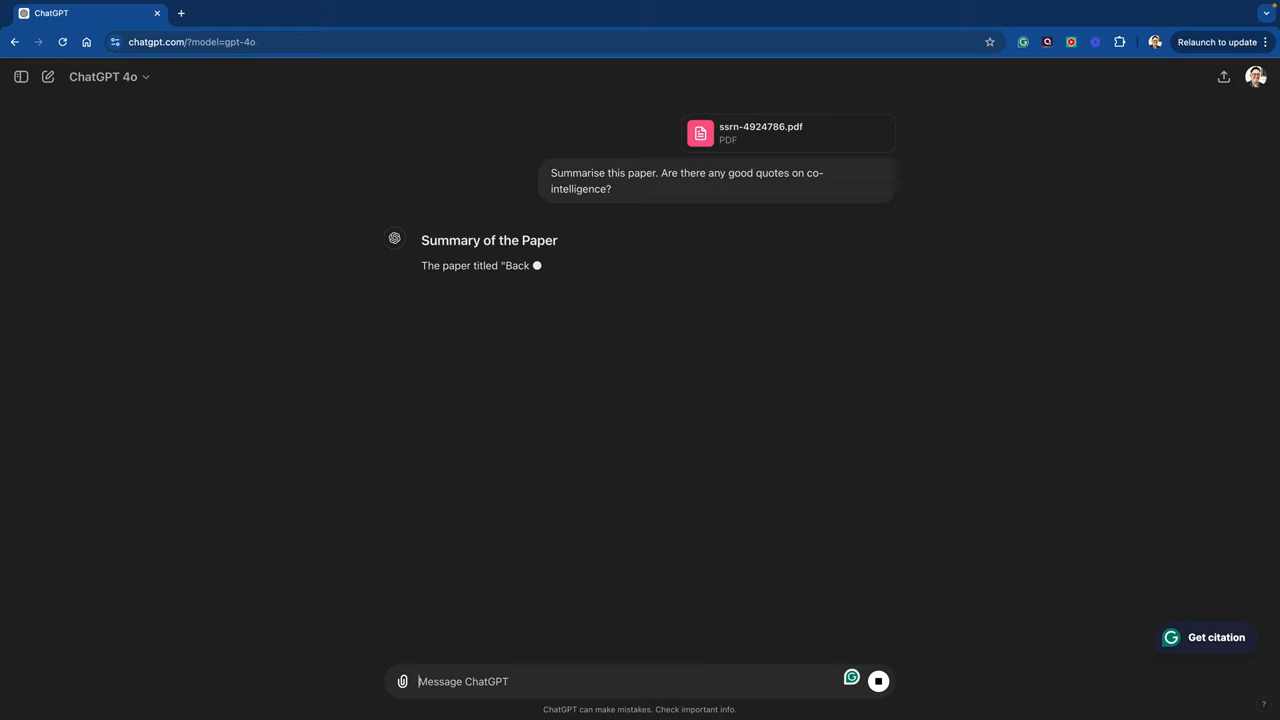 ChatGPT
chatgpt.com/?model=gpt-4o
Relaunch to update
ChatGPT 4o
ssrn-4924786.pdf
PDF
Summarise this paper. Are there any good quotes on co-
intelligence?
Summary of the Paper
The paper titled "Back
Get citation
Message ChatGPT
ChatGPT can make mistakes. Check important info.
?